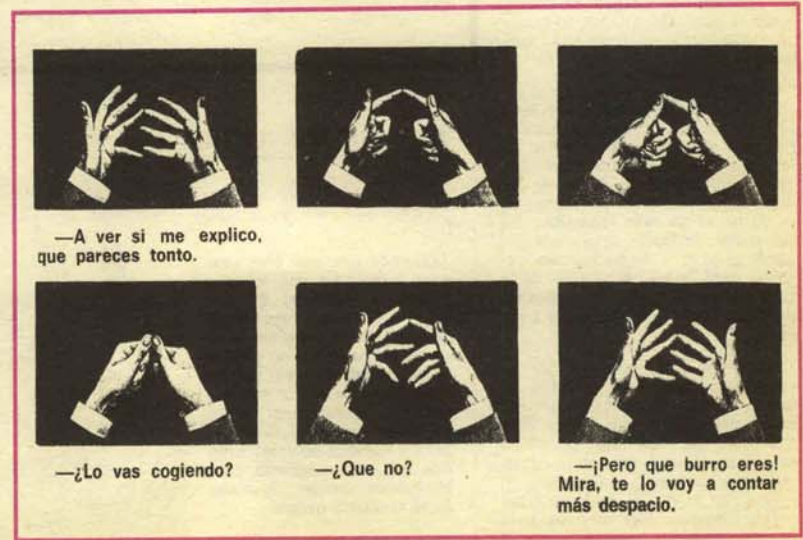 —A ver si me explico,
que pareces tonto.
—¿Lo vas cogiendo?
—¿Que no?
—¡Pero que burro eres!
Mira, te lo voy a contar
más despacio.